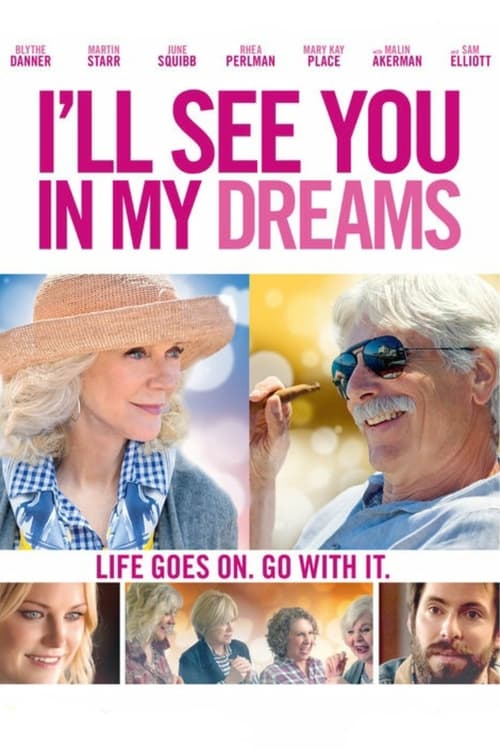 BLYTHE DANNER MARTIN STARR JUNE SQUIBB RHEA PERLMAN MARY KAY PLACE with MALIN AKERMAN and SAM ELLIOTT
I'LL SEE YOU
IN MY DREAMS
LIFE GOES ON. GO WITH IT.